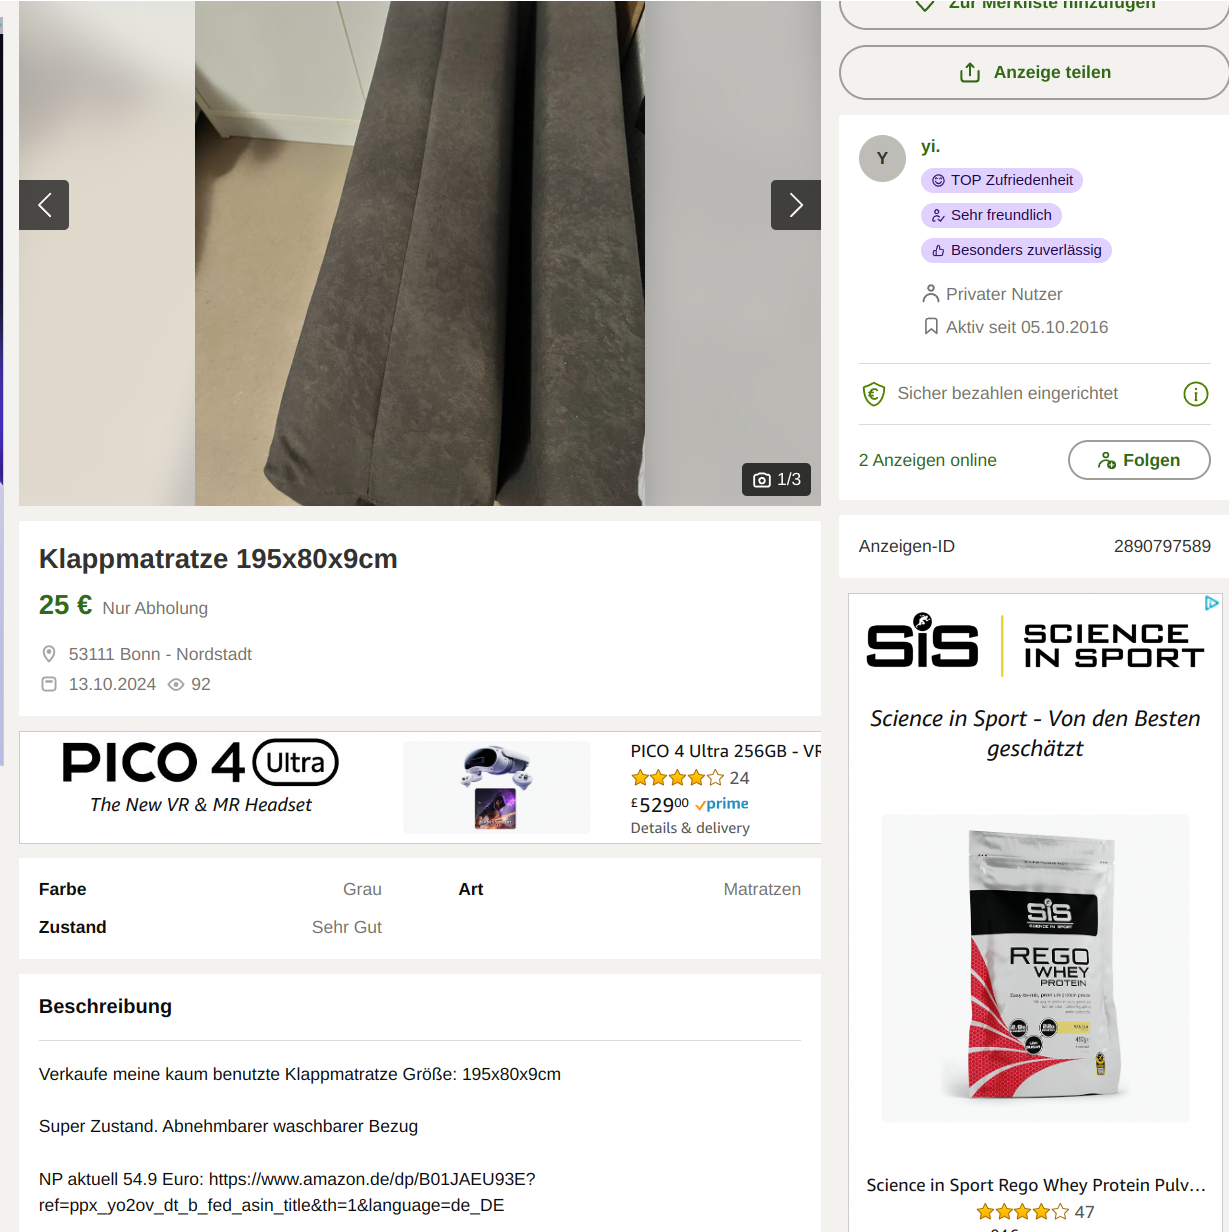 Zur Merkliste hinzufügen
Anzeige teilen
Y
yi.
TOP Zufriedenheit
Sehr freundlich
Besonders zuverlässig
Privater Nutzer
Aktiv seit 05.10.2016
Sicher bezahlen eingerichtet
2 Anzeigen online
Folgen
Anzeigen-ID 2890797589
1/3
Klappmatratze 195x80x9cm
25 € Nur Abholung
53111 Bonn - Nordstadt
13.10.2024 92
PICO 4 Ultra
The New VR & MR Headset
PICO 4 Ultra 256GB - VR
24
£52900 prime
Details & delivery
Farbe Grau Art Matratzen
Zustand Sehr Gut
Beschreibung
Verkaufe meine kaum benutzte Klappmatratze Größe: 195x80x9cm
Super Zustand. Abnehmbarer waschbarer Bezug
NP aktuell 54.9 Euro: https://www.amazon.de/dp/B01JAEU93E?
ref=ppx_yo2ov_dt_b_fed_asin_title&th=1&language=de_DE
SiS SCIENCE
IN SPORT
Science in Sport - Von den Besten
geschätzt
SiS
SCIENCE IN SPORT
REGO
WHEY
PROTEIN
Science in Sport Rego Whey Protein Pulv…
47